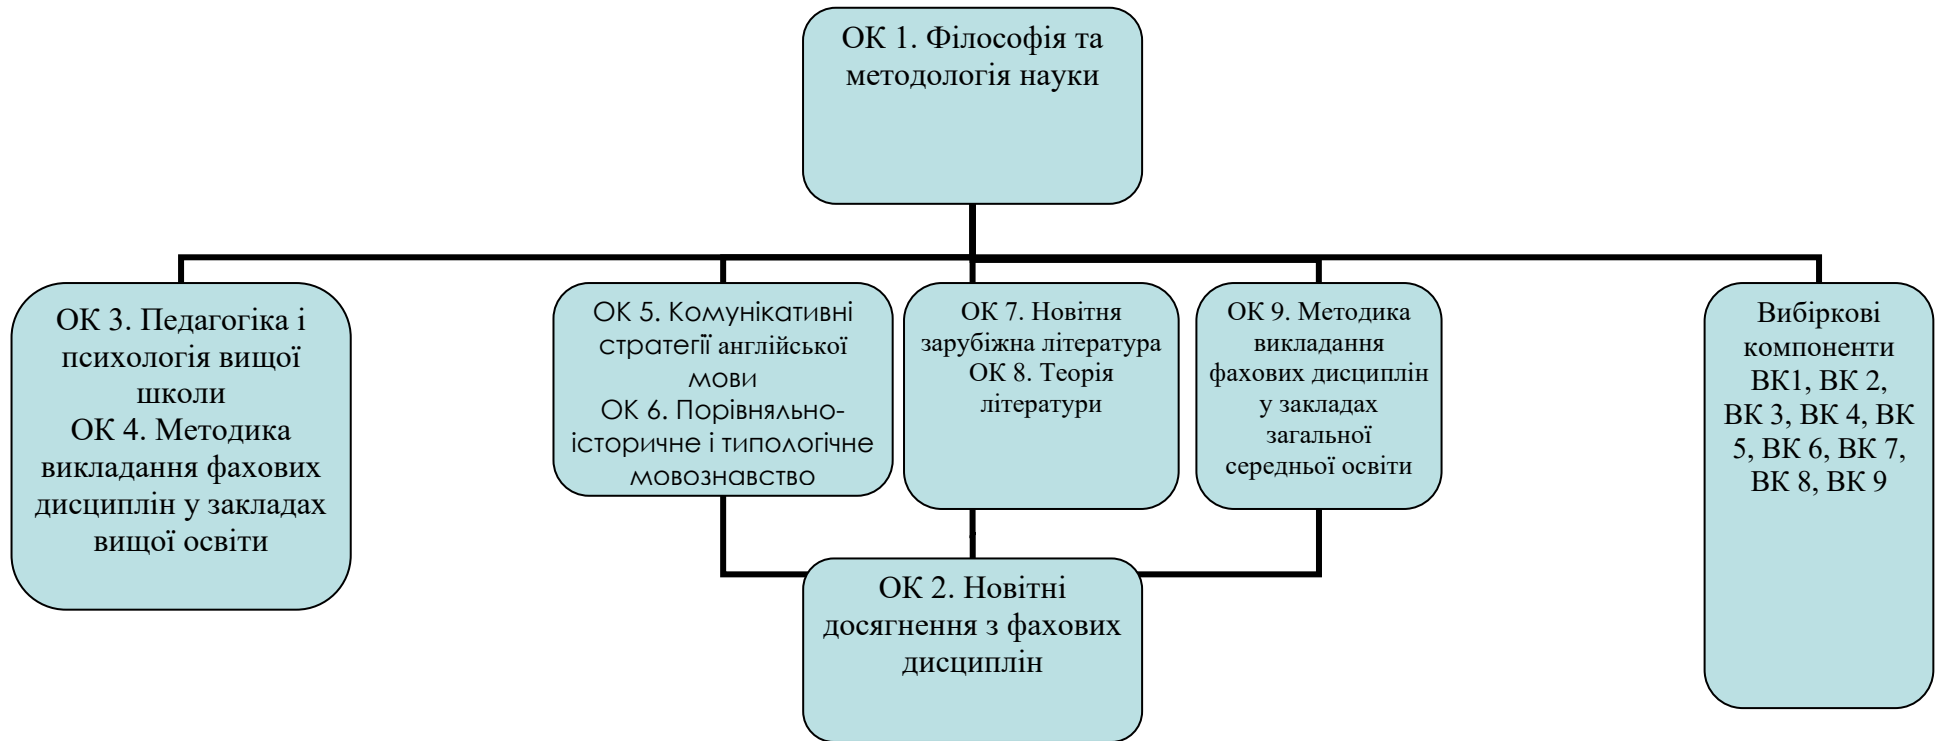 ОК 1. Філософія та
методологія науки
ОК 3. Педагогіка і
психологія вищої
школи
ОК 4. Методика
викладання фахових
дисциплін у закладах
вищої освіти
ОК 5. Комунікативні
стратегії англійської
мови
ОК 6. Порівняльно-
історичне і типологічне
мовознавство
ОК 7. Новітня
зарубіжна література
ОК 8. Теорія
літератури
ОК 9. Методика
викладання
фахових дисциплін
у закладах
загальної
середньої освіти
Вибіркові
компоненти
ВК1, ВК 2,
ВК 3, ВК 4, ВК
5, ВК 6, ВК 7,
ВК 8, ВК 9
ОК 2. Новітні
досягнення з фахових
дисциплін